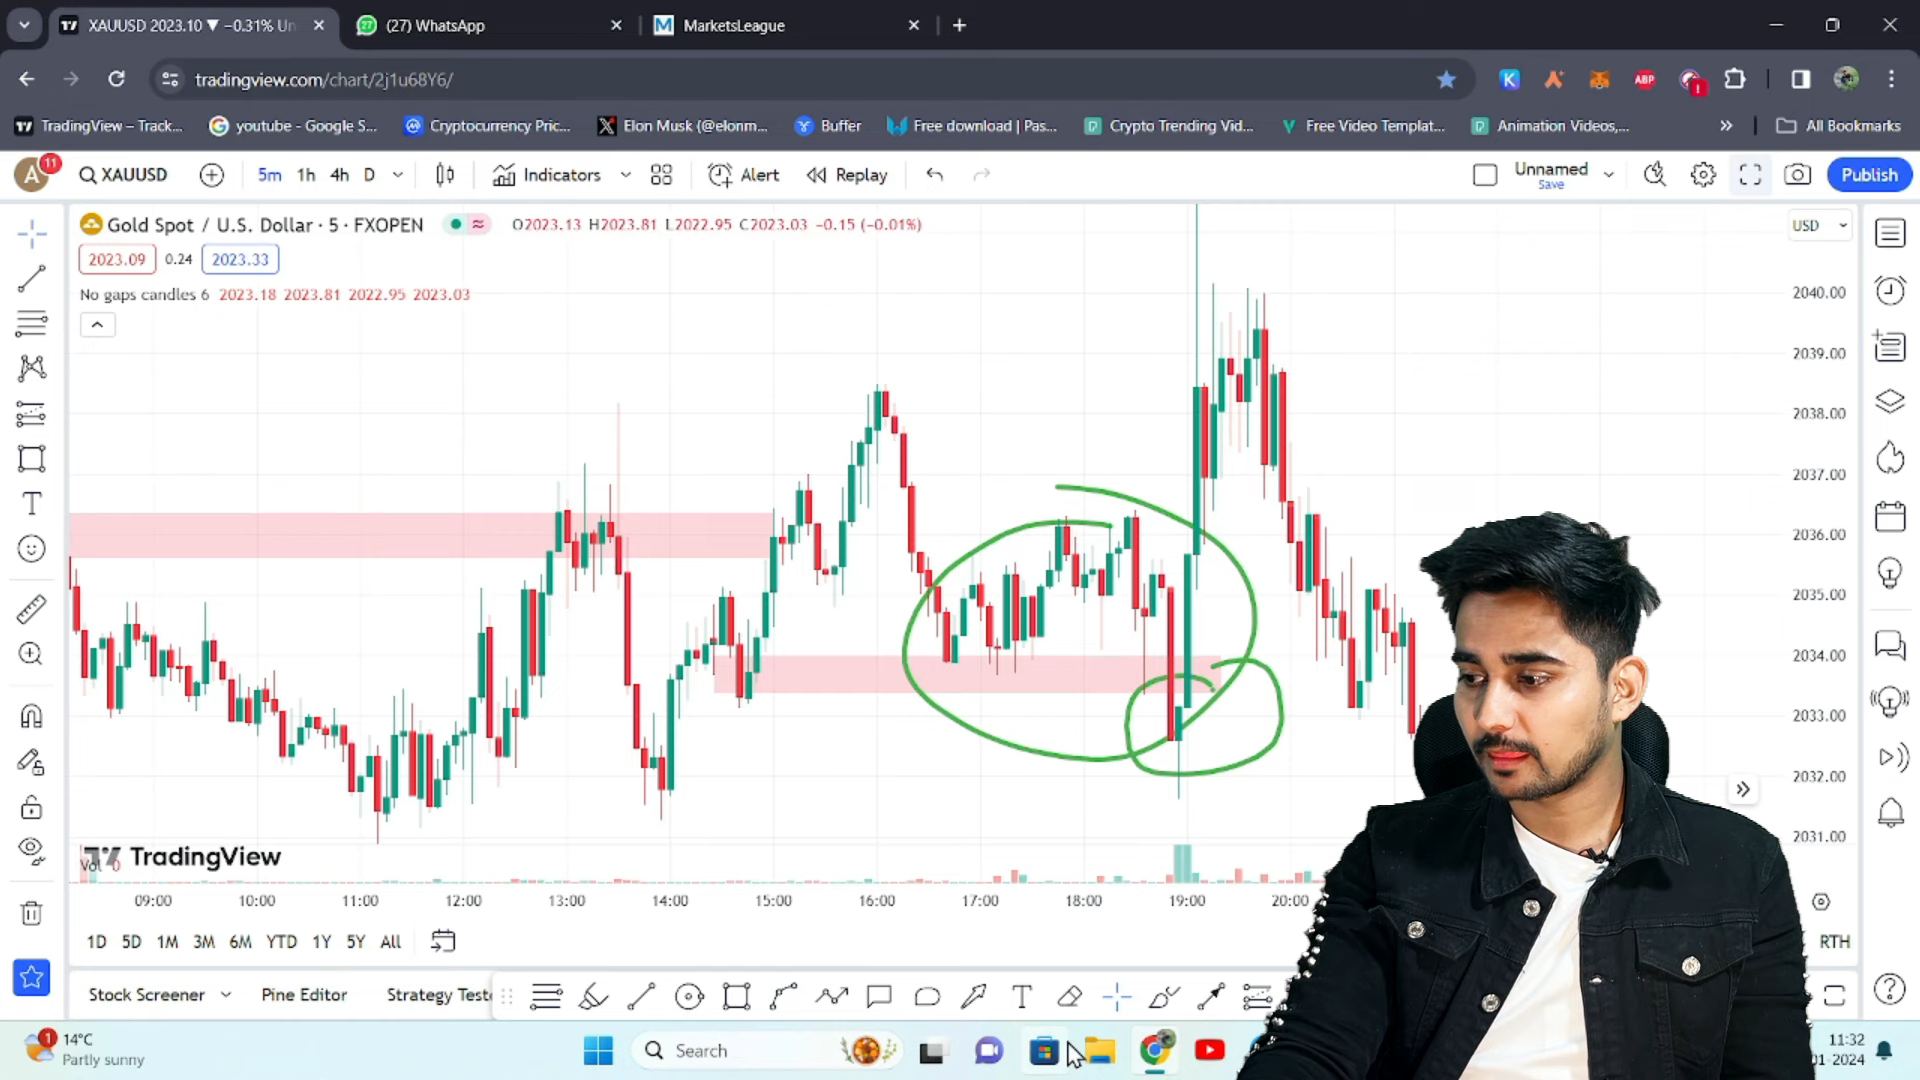 XAUUSD 2023.10 ▼ −0.31% Un
(27) WhatsApp
MarketsLeague
tradingview.com/chart/2j1u68Y6/
ABP
TradingView – Track...
youtube - Google S...
Cryptocurrency Pric...
Elon Musk (@elonm...
Buffer
Free download | Pas...
Crypto Trending Vid...
Free Video Templat...
Animation Videos,...
All Bookmarks
A 11
XAUUSD
5m 1h 4h D
Indicators
Alert
Replay
Unnamed
Save
Publish
Gold Spot / U.S. Dollar · 5 · FXOPEN
O2023.13 H2023.81 L2022.95 C2023.03 −0.15 (−0.01%)
USD
2023.09 0.24 2023.33
No gaps candles 6 2023.18 2023.81 2022.95 2023.03
2040.00
2039.00
2038.00
2037.00
2036.00
2035.00
2034.00
2033.00
2032.00
2031.00
TradingView
Vol 0
09:00 10:00 11:00 12:00 13:00 14:00 15:00 16:00 17:00 18:00 19:00 20:00
1D 5D 1M 3M 6M YTD 1Y 5Y All
RTH
Stock Screener
Pine Editor
Strategy Teste
14°C
Partly sunny
Search
11:32
01-2024